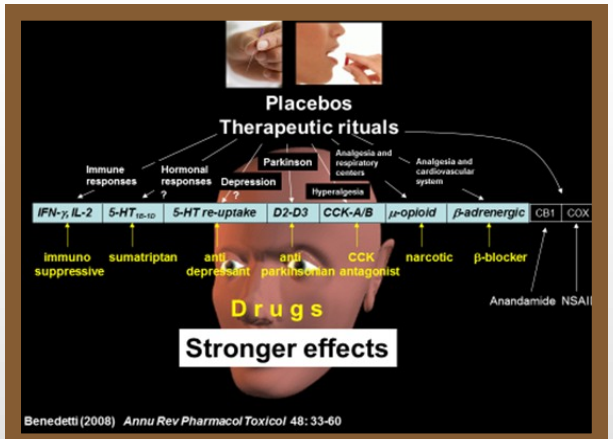 Placebos
Therapeutic rituals
Immune
responses
Hormonal
responses
?
Depression
?
Parkinson
Analgesia and
respiratory
centers
Hyperalgesia
Analgesia and
cardiovascular
system
IFN-γ, IL-2 5-HT1B-1D 5-HT re-uptake D2-D3 CCK-A/B μ-opioid β-adrenergic CB1 COX
immuno
suppressive
sumatriptan
anti
depressant
anti
parkinsonian
CCK
antagonist
narcotic
β-blocker
Anandamide NSAI
Drugs
Stronger effects
Benedetti (2008) Annu Rev Pharmacol Toxicol 48: 33-60